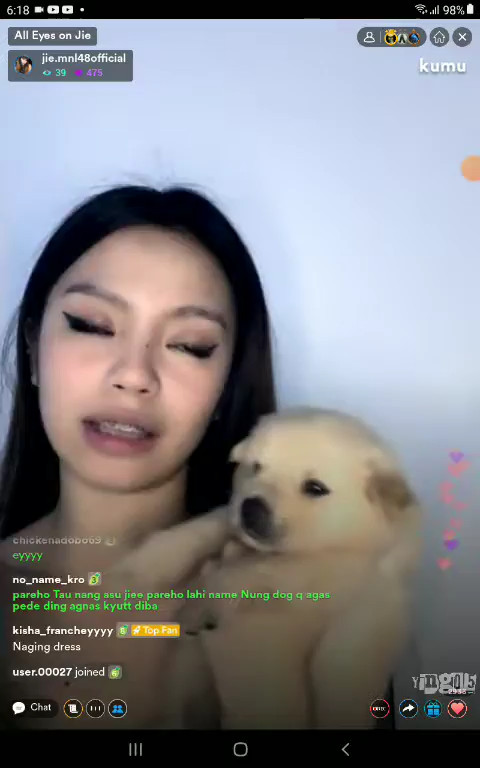 6:18
98%
All Eyes on Jie
jie.mnl48official
39 475
kumu
chickenadobo69
eyyyy
no_name_kro
pareho Tau nang asu jiee pareho lahi name Nung dog q agas
pede ding agnas kyutt diba
kisha_francheyyyy Top Fan
Naging dress
user.00027 joined
Chat